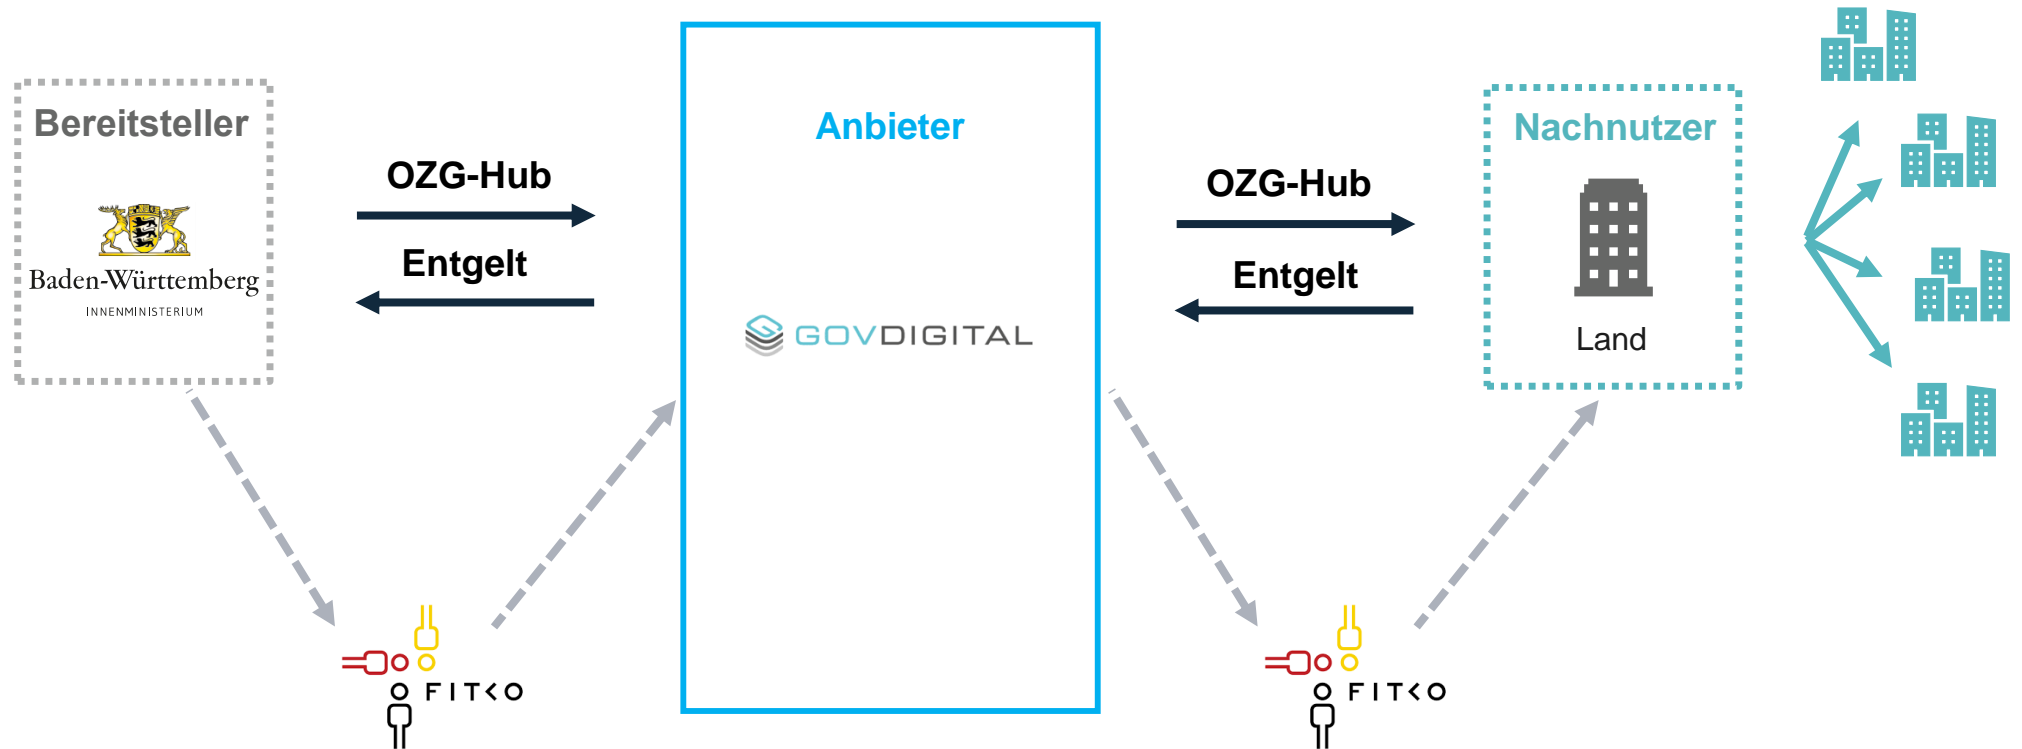 Bereitsteller
Baden-Württemberg
INNENMINISTERIUM
OZG-Hub
Entgelt
Anbieter
GOVDIGITAL
OZG-Hub
Entgelt
Nachnutzer
Land
FITKO
FITKO